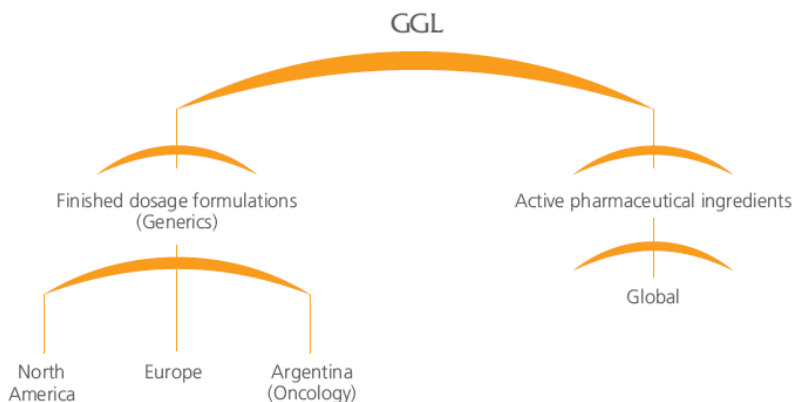 GGL
Finished dosage formulations
(Generics)
Active pharmaceutical ingredients
Global
North
America
Europe
Argentina
(Oncology)